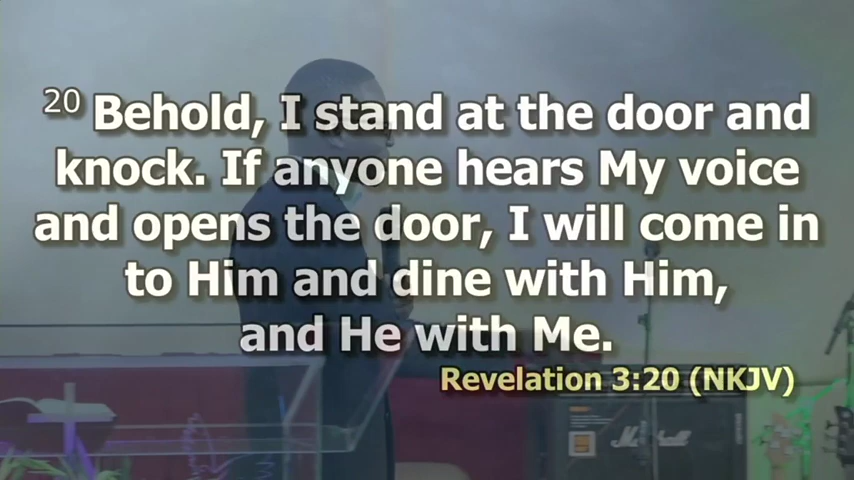 20 Behold, I stand at the door and
knock. If anyone hears My voice
and opens the door, I will come in
to Him and dine with Him,
and He with Me.
Revelation 3:20 (NKJV)
Marshall